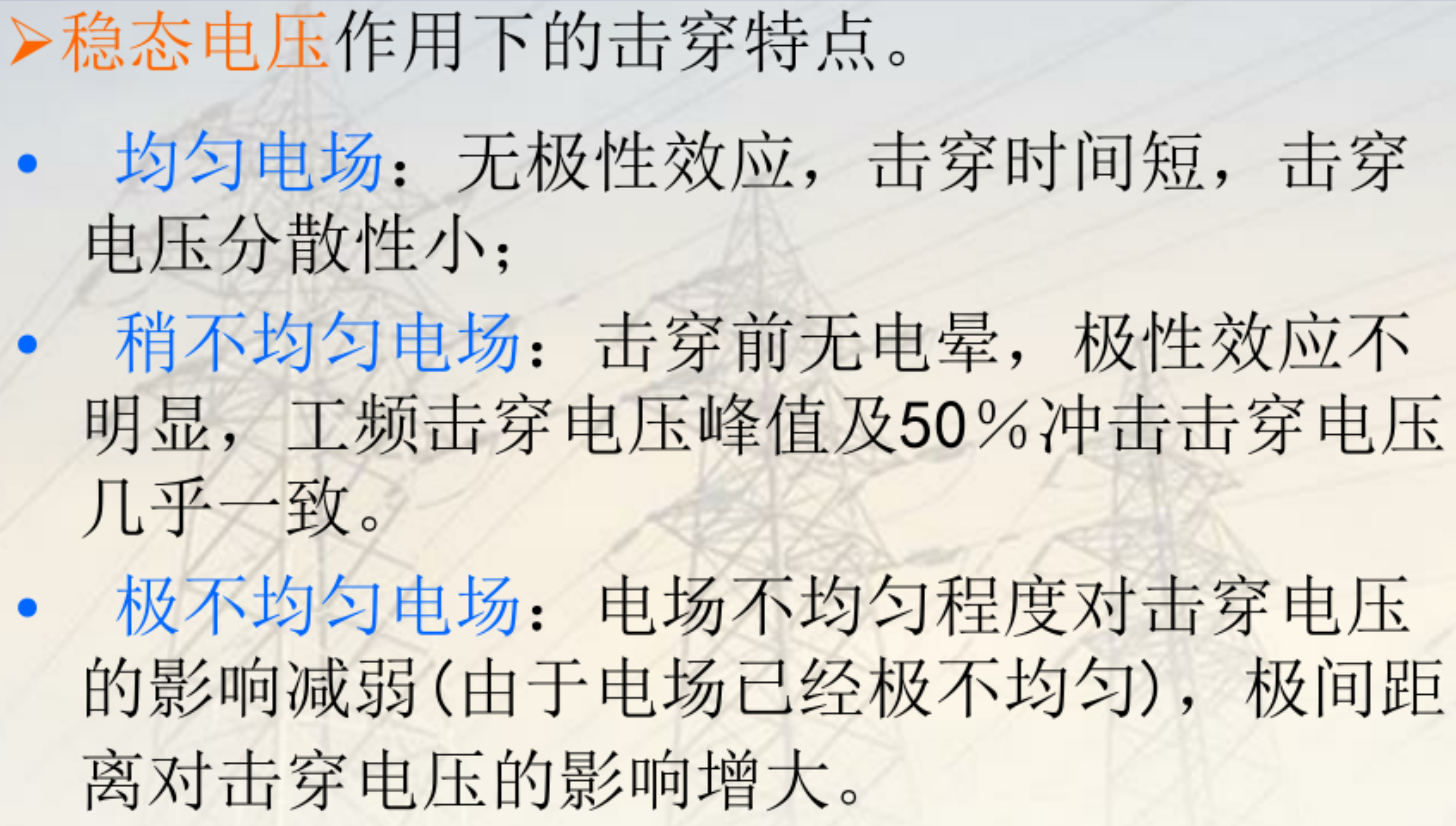 ➢稳态电压作用下的击穿特点。
• 均匀电场：无极性效应，击穿时间短，击穿
电压分散性小；
• 稍不均匀电场：击穿前无电晕，极性效应不
明显，工频击穿电压峰值及50％冲击击穿电压
几乎一致。
• 极不均匀电场：电场不均匀程度对击穿电压
的影响减弱(由于电场已经极不均匀)，极间距
离对击穿电压的影响增大。